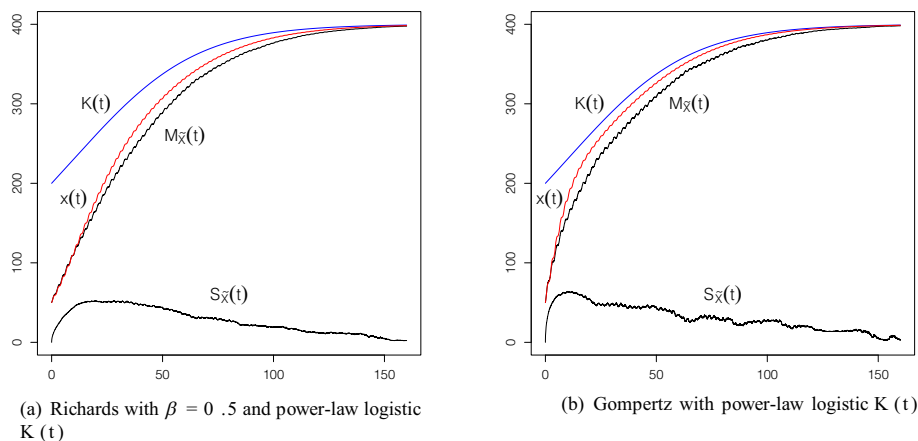 400
300
200
100
0
K(t)
M_X̃(t)
x(t)
S_X̃(t)
0 50 100 150
(a) Richards with β = 0 .5 and power-law logistic
K (t)
400
300
200
100
0
K(t)
M_X̃(t)
x(t)
S_X̃(t)
0 50 100 150
(b) Gompertz with power-law logistic K (t)